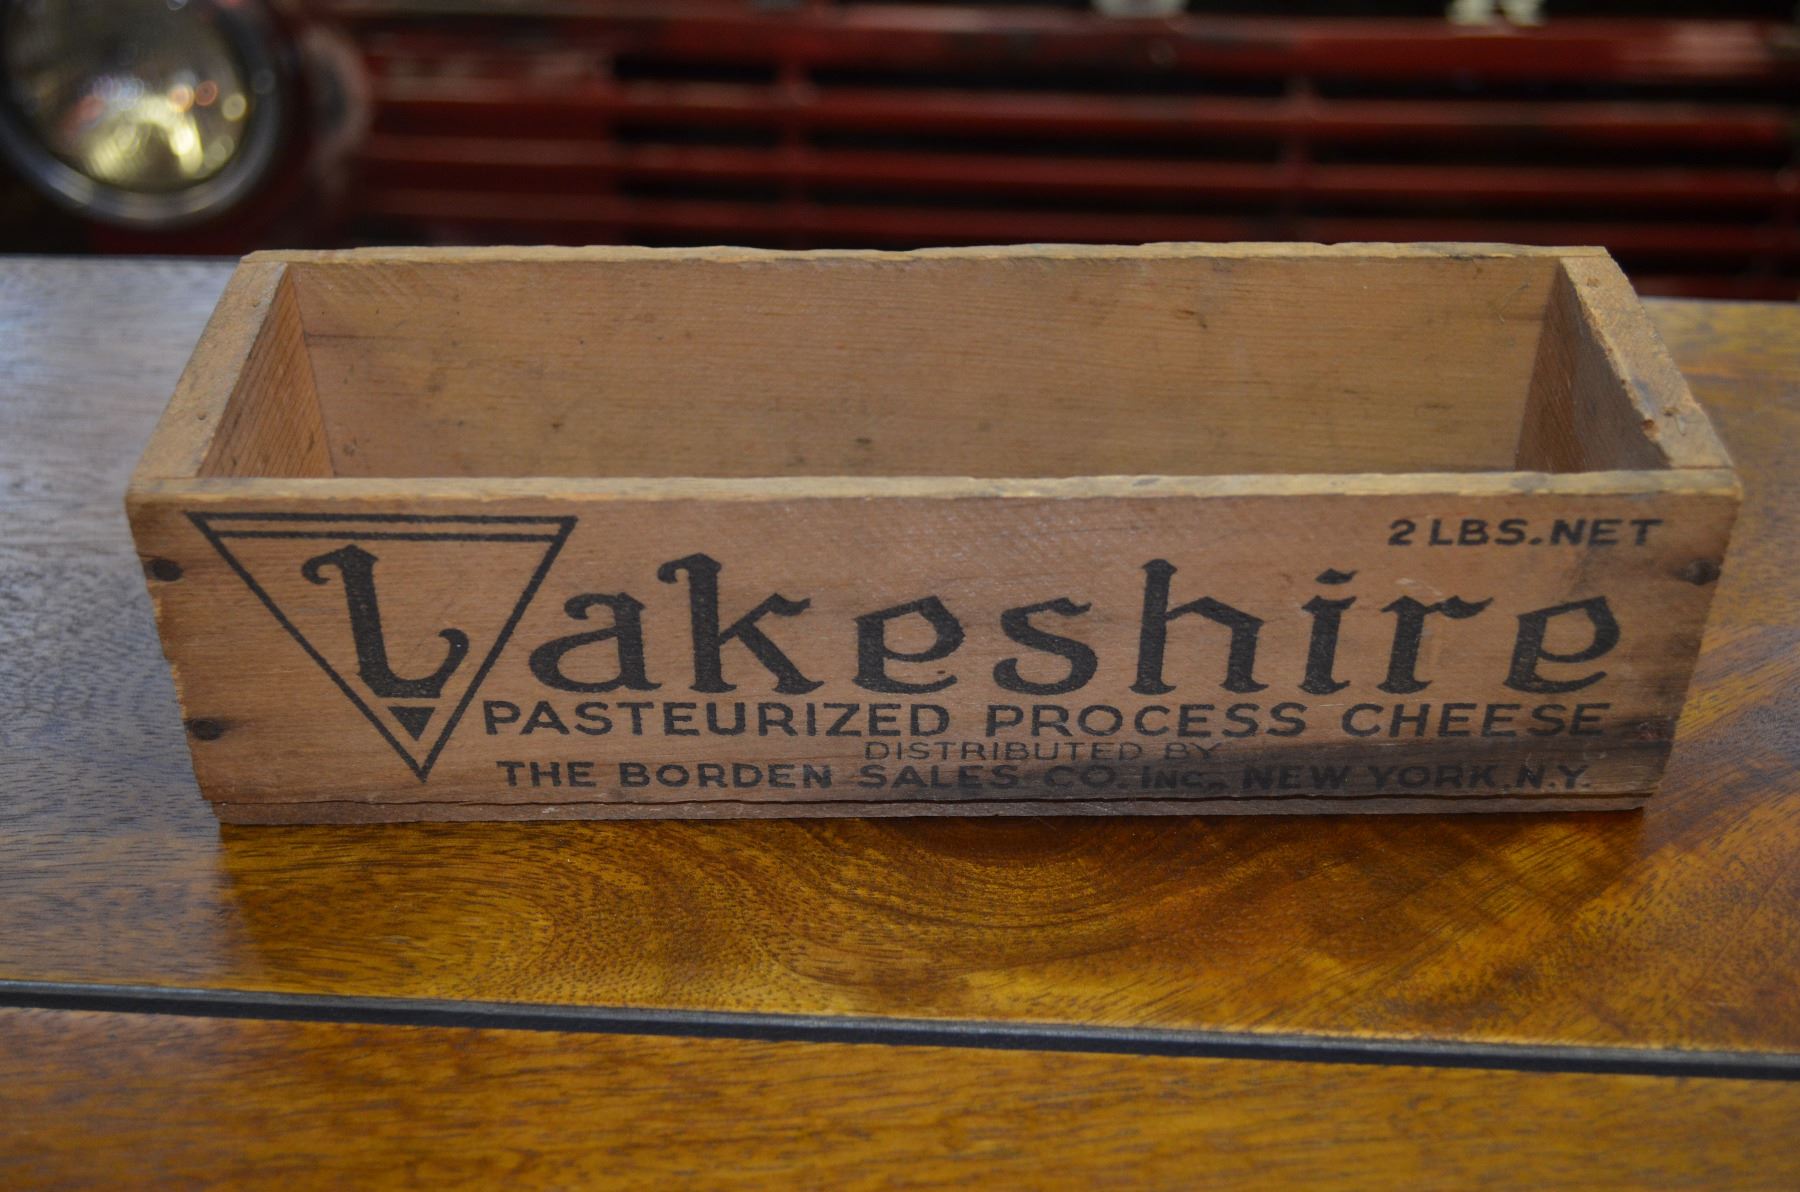 2 LBS. NET
Lakeshire
PASTEURIZED PROCESS CHEESE
DISTRIBUTED BY
THE BORDEN SALES CO. INC., NEW YORK, N.Y.